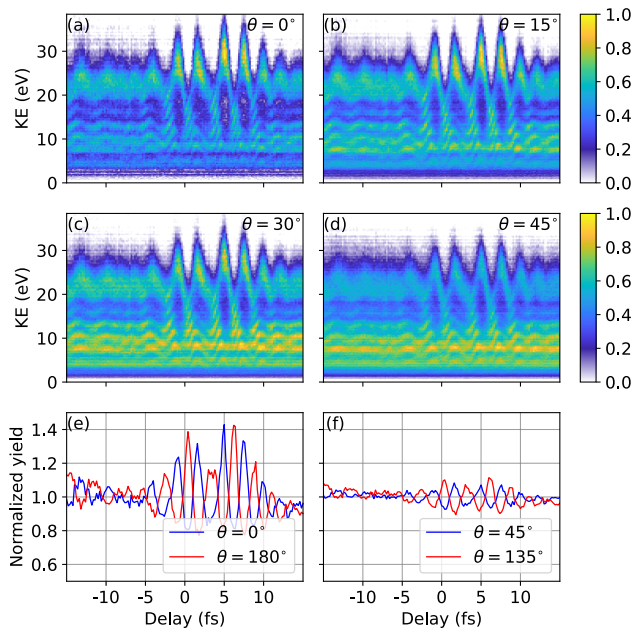 (a) θ = 0° (b) θ = 15° 1.0
30 0.8
KE (eV) 20 0.6
0.4
10 0.2
0 0.0
(c) θ = 30° (d) θ = 45° 1.0
30 0.8
KE (eV) 20 0.6
0.4
10 0.2
0 0.0
(e) (f)
1.4
1.2
Normalized yield 1.0
0.8
θ = 0° θ = 45°
0.6 θ = 180° θ = 135°
-10 -5 0 5 10 -10 -5 0 5 10
Delay (fs) Delay (fs)